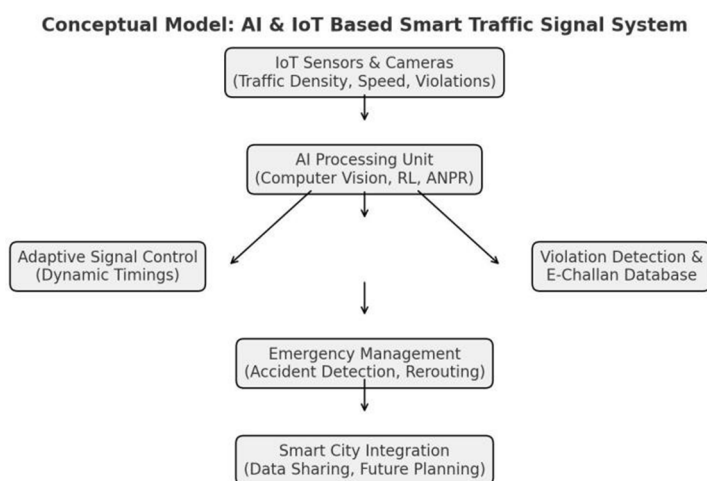 Conceptual Model: AI & IoT Based Smart Traffic Signal System
IoT Sensors & Cameras
(Traffic Density, Speed, Violations)
AI Processing Unit
(Computer Vision, RL, ANPR)
Adaptive Signal Control
(Dynamic Timings)
Violation Detection &
E-Challan Database
Emergency Management
(Accident Detection, Rerouting)
Smart City Integration
(Data Sharing, Future Planning)